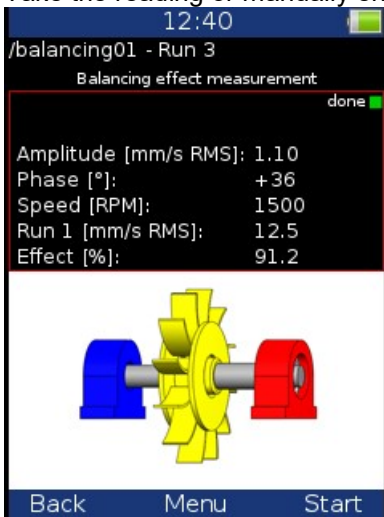 12:40
/balancing01 - Run 3
Balancing effect measurement
done
Amplitude [mm/s RMS]: 1.10
Phase [°]: +36
Speed [RPM]: 1500
Run 1 [mm/s RMS]: 12.5
Effect [%]: 91.2
Back Menu Start